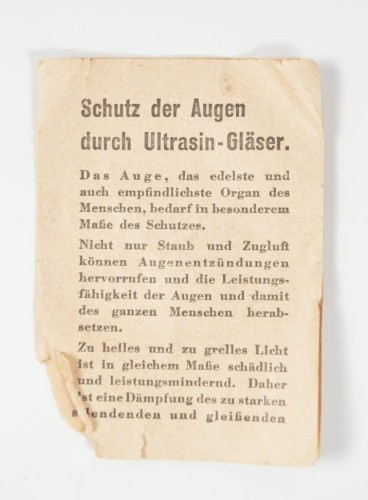 Schutz der Augen
durch Ultrasin-Gläser.
Das Auge, das edelste und
auch empfindlichste Organ des
Menschen, bedarf in besonderem
Maße des Schutzes.
Nicht nur Staub und Zugluft
können Augenentzündungen
hervorrufen und die Leistungs-
fähigkeit der Augen und damit
des ganzen Menschen herab-
setzen.
Zu helles und zu grelles Licht
ist in gleichem Maße schädlich
und leistungsmindernd. Daher
ist eine Dämpfung des zu starken
und gleißenden